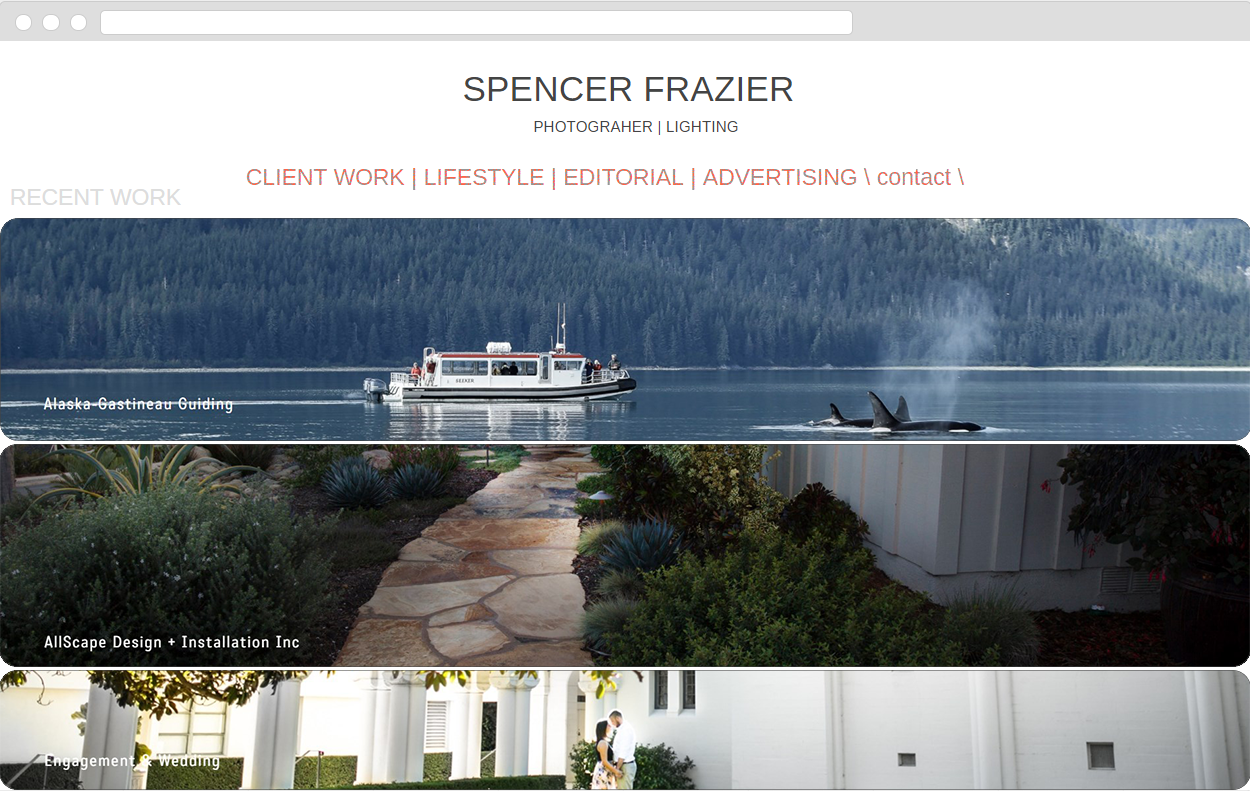 SPENCER FRAZIER
PHOTOGRAHER | LIGHTING
CLIENT WORK | LIFESTYLE | EDITORIAL | ADVERTISING \ contact \
RECENT WORK
SEEKER
Alaska-Gastineau Guiding
AllScape Design + Installation Inc
Engagement & Wedding